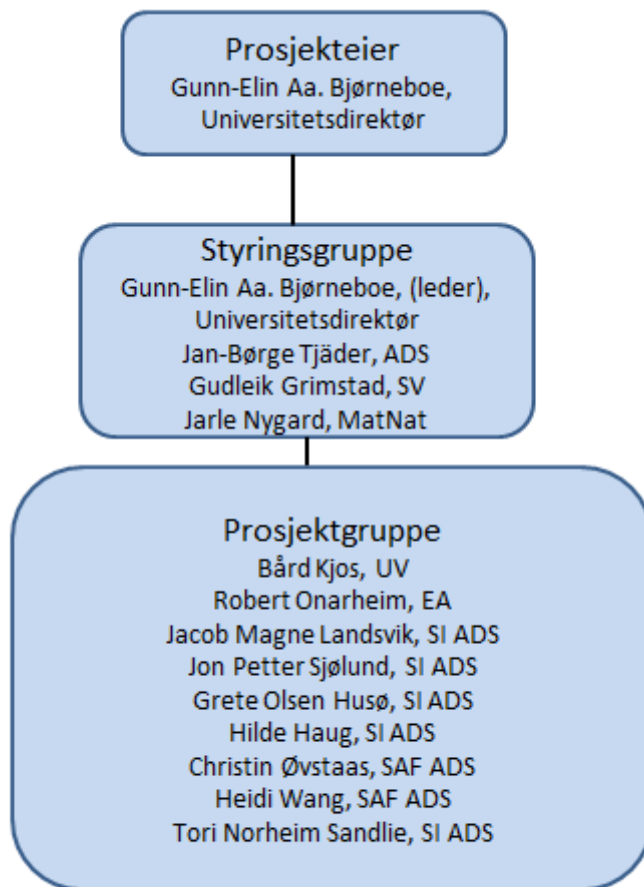 Prosjekteier
Gunn-Elin Aa. Bjørneboe,
Universitetsdirektør
Styringsgruppe
Gunn-Elin Aa. Bjørneboe, (leder),
Universitetsdirektør
Jan-Børge Tjäder, ADS
Gudleik Grimstad, SV
Jarle Nygard, MatNat
Prosjektgruppe
Bård Kjos, UV
Robert Onarheim, EA
Jacob Magne Landsvik, SI ADS
Jon Petter Sjølund, SI ADS
Grete Olsen Husø, SI ADS
Hilde Haug, SI ADS
Christin Øvstaas, SAF ADS
Heidi Wang, SAF ADS
Tori Norheim Sandlie, SI ADS